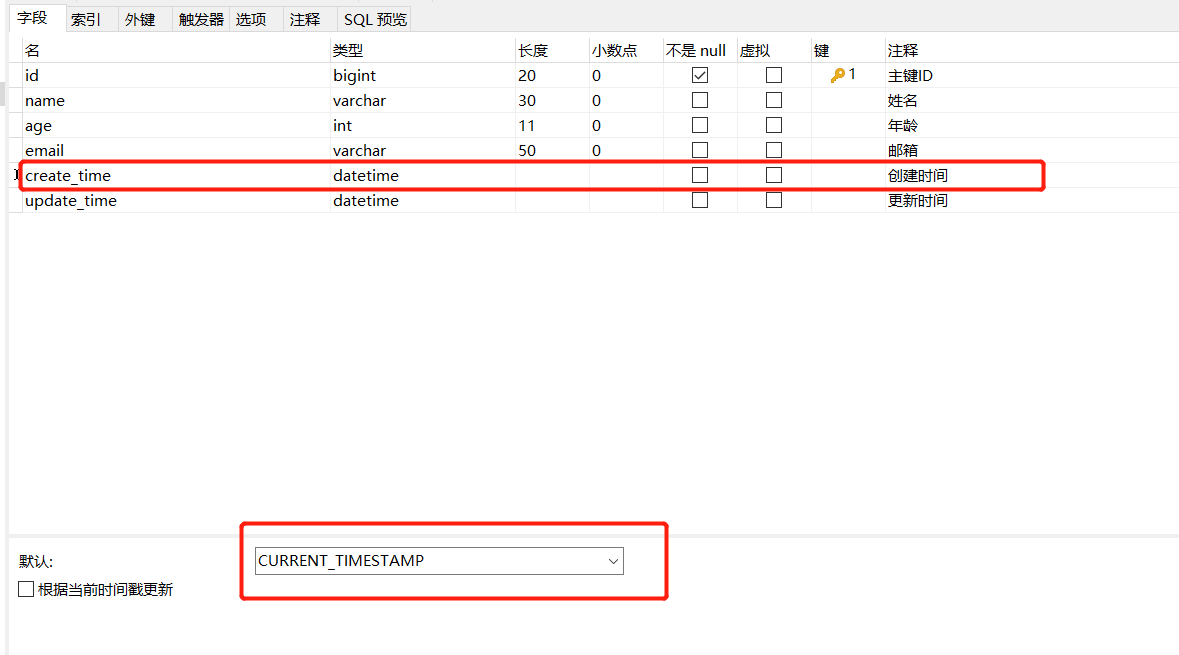 字段 索引 外键 触发器 选项 注释 SQL 预览
名 类型 长度 小数点 不是 null 虚拟 键 注释
id bigint 20 0 1 主键ID
name varchar 30 0 姓名
age int 11 0 年龄
email varchar 50 0 邮箱
create_time datetime 创建时间
update_time datetime 更新时间
默认: CURRENT_TIMESTAMP
根据当前时间戳更新